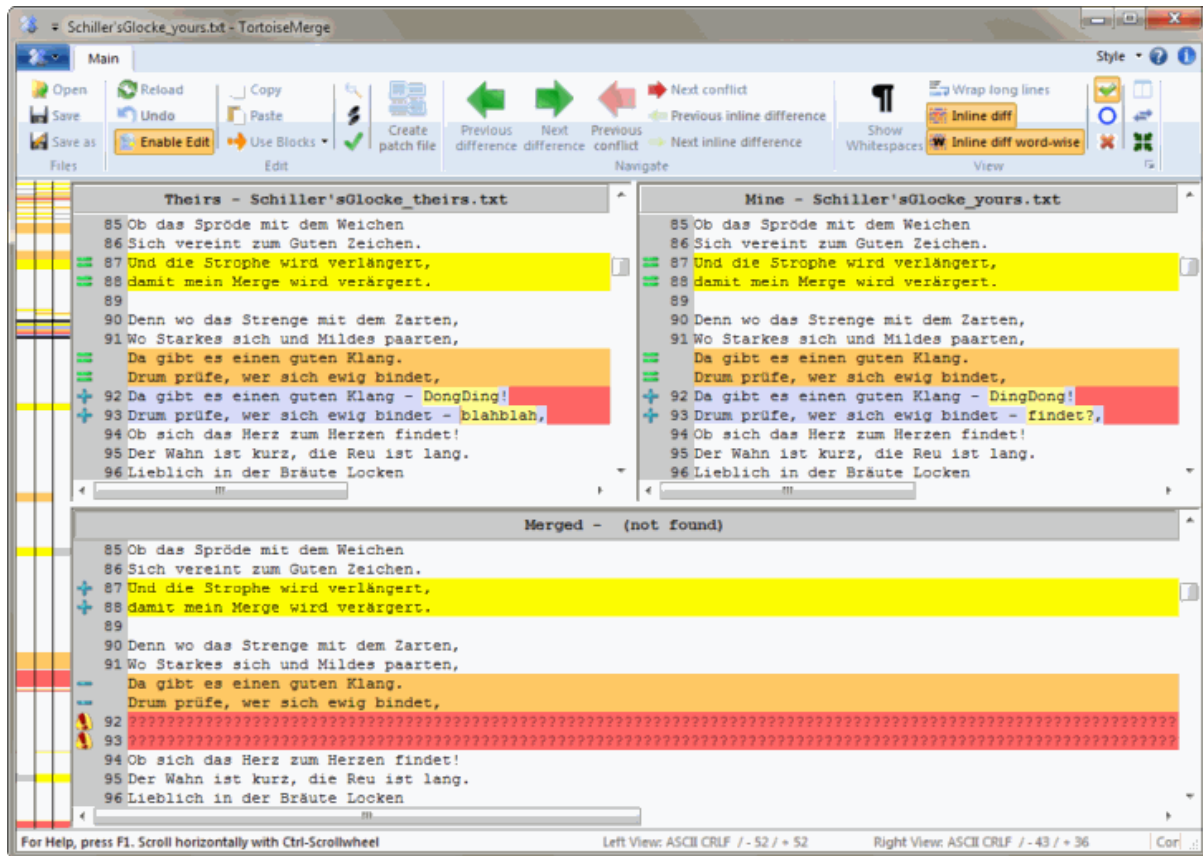 Schiller'sGlocke_yours.txt - TortoiseMerge
Main
Style
Open
Reload
Copy
Next conflict
Wrap long lines
Save
Undo
Paste
Previous inline difference
Inline diff
Save as
Enable Edit
Use Blocks
Create patch file
Previous difference
Next difference
Previous conflict
Next inline difference
Show Whitespaces
Inline diff word-wise
Files
Edit
Navigate
View
Theirs - Schiller'sGlocke_theirs.txt
85 Ob das Spröde mit dem Weichen
86 Sich vereint zum Guten Zeichen.
87 Und die Strophe wird verlängert,
88 damit mein Merge wird verärgert.
89
90 Denn wo das Strenge mit dem Zarten,
91 Wo Starkes sich und Mildes paarten,
Da gibt es einen guten Klang.
Drum prüfe, wer sich ewig bindet,
92 Da gibt es einen guten Klang - DongDing!
93 Drum prüfe, wer sich ewig bindet - blahblah,
94 Ob sich das Herz zum Herzen findet!
95 Der Wahn ist kurz, die Reu ist lang.
96 Lieblich in der Bräute Locken
Mine - Schiller'sGlocke_yours.txt
85 Ob das Spröde mit dem Weichen
86 Sich vereint zum Guten Zeichen.
87 Und die Strophe wird verlängert,
88 damit mein Merge wird verärgert.
89
90 Denn wo das Strenge mit dem Zarten,
91 Wo Starkes sich und Mildes paarten,
Da gibt es einen guten Klang.
Drum prüfe, wer sich ewig bindet,
92 Da gibt es einen guten Klang - DingDong!
93 Drum prüfe, wer sich ewig bindet - findet?,
94 Ob sich das Herz zum Herzen findet!
95 Der Wahn ist kurz, die Reu ist lang.
96 Lieblich in der Bräute Locken
Merged - (not found)
85 Ob das Spröde mit dem Weichen
86 Sich vereint zum Guten Zeichen.
87 Und die Strophe wird verlängert,
88 damit mein Merge wird verärgert.
89
90 Denn wo das Strenge mit dem Zarten,
91 Wo Starkes sich und Mildes paarten,
Da gibt es einen guten Klang.
Drum prüfe, wer sich ewig bindet,
92 ????????????????????????????????????????????????????????????????????????????????????????????????????????????????????????
93 ????????????????????????????????????????????????????????????????????????????????????????????????????????????????????????
94 Ob sich das Herz zum Herzen findet!
95 Der Wahn ist kurz, die Reu ist lang.
96 Lieblich in der Bräute Locken
For Help, press F1. Scroll horizontally with Ctrl-Scrollwheel
Left View: ASCII CRLF / - 52 / + 52
Right View: ASCII CRLF / - 43 / + 36